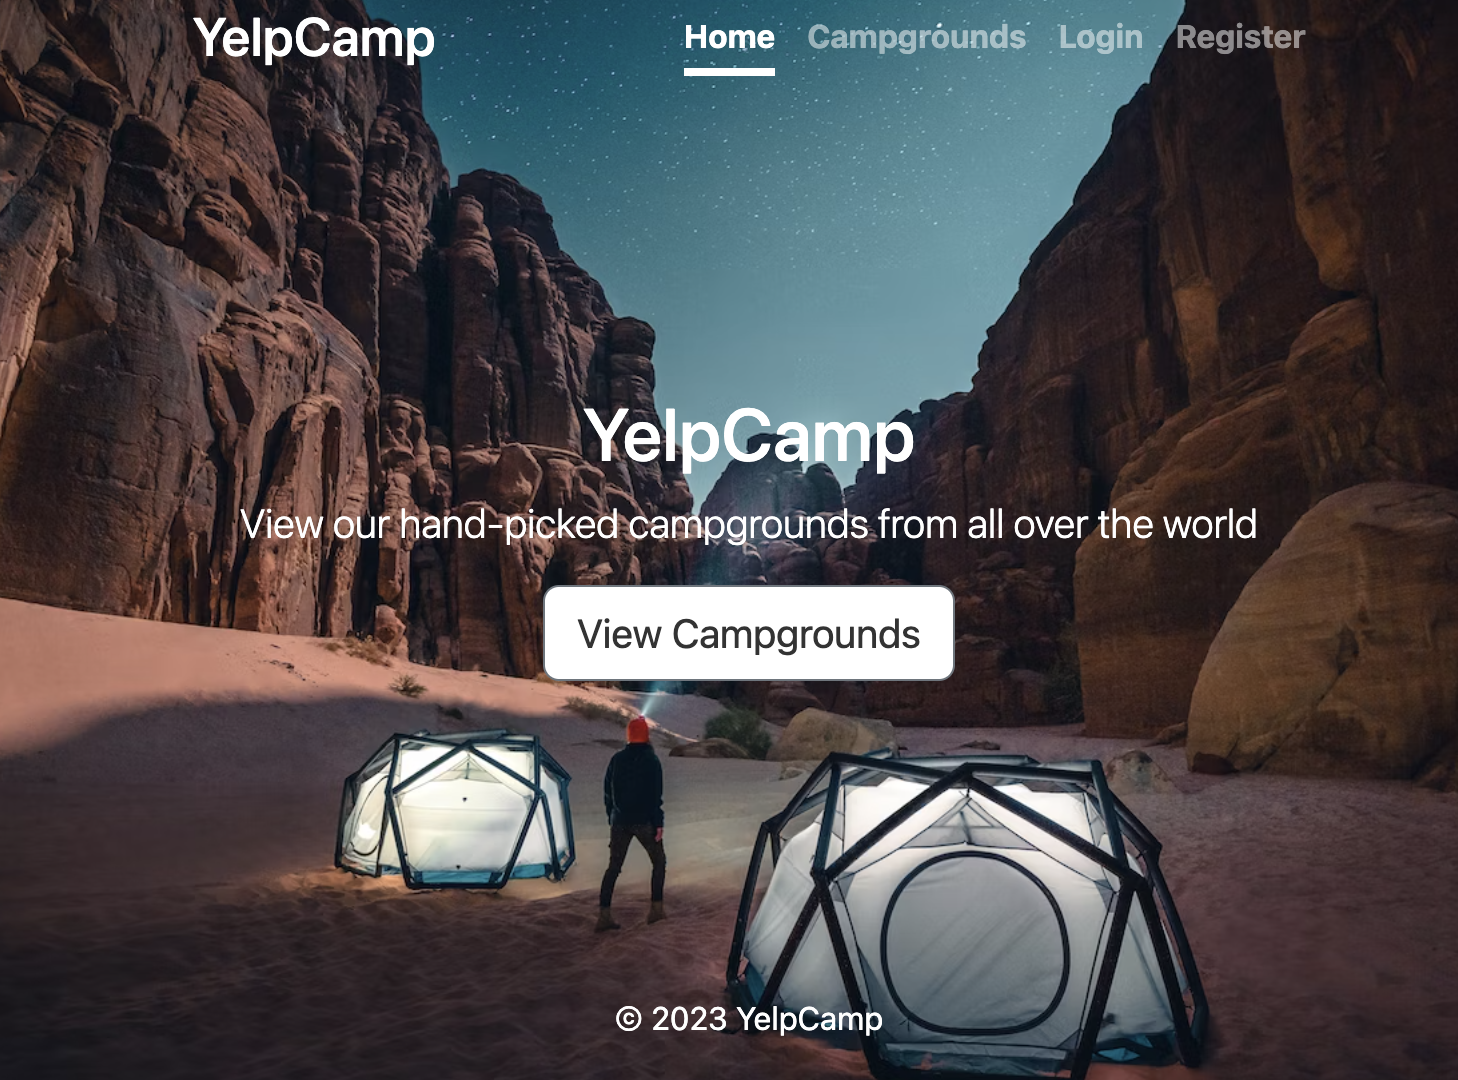 YelpCamp
Home Campgrounds Login Register
YelpCamp
View our hand-picked campgrounds from all over the world
View Campgrounds
© 2023 YelpCamp